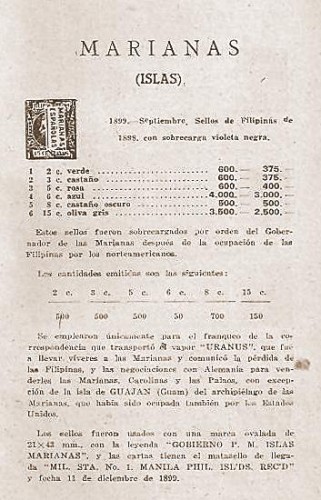 MARIANAS
(ISLAS)
MARIANAS
ESPAÑOLAS
1899.—Septiembre. Sellos de Filipinas de
1898. con sobrecarga violeta negra.
1 2 c. verde 600.— 375.—
2 3 c. castaño 600.— 375.—
3 5 c. rosa 600.— 400.—
4 6 c. azul 4.000.— 3.000.—
5 8 c. castaño oscuro 500.— 500.—
6 15 c. oliva gris 3.500.— 2,500.—
Estos sellos fueron sobrecargados por orden del Gober-
nador de las Marianas después de la ocupación de las
Filipinas por los norteamericanos.
Los cantidades emitidas son las siguientes:
2 c. 3 c. 5 c. 6 c. 8 c. 15 c.
500 500 50 700 150
Se empleron únicamente para el franqueo de la co-
rrespondencia que transportó el vapor "URANUS", que fué
a llevar víveres a las Marianas y comunicó la pérdida de
las Filipinas, y las negociaciones con Alemania para ven-
derles las Marianas, Carolinas y las Palaos, con excep-
ción de la isla de GUAJAN (Guam) del archipiélago de las
Marianas, que había sido ocupada también por los Estados
Unidos.
Los sellos fueron usados con una marca ovalada de
21×42 mm., con la leyenda "GOBIERNO P. M. ISLAS
MARIANAS", y las cartas tienen el matasello de llega-
da "MIL. STA. No. 1. MANILA PHIL. ISL'DS. REC'D"
y fecha 11 de diciembre de 1899.